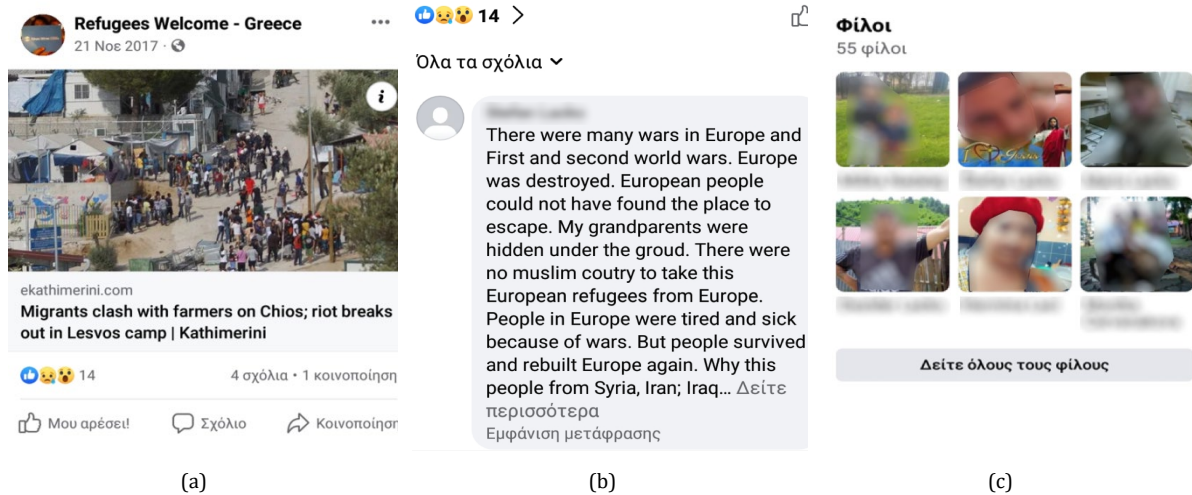 Refugees Welcome - Greece
21 Νοε 2017 ·
ekathimerini.com
Migrants clash with farmers on Chios; riot breaks
out in Lesvos camp | Kathimerini
14
4 σχόλια • 1 κοινοποίηση
Μου αρέσει!
Σχόλιο
Κοινοποίησ
(a)
14
Όλα τα σχόλια
There were many wars in Europe and
First and second world wars. Europe
was destroyed. European people
could not have found the place to
escape. My grandparents were
hidden under the groud. There were
no muslim coutry to take this
European refugees from Europe.
People in Europe were tired and sick
because of wars. But people survived
and rebuilt Europe again. Why this
people from Syria, Iran; Iraq... Δείτε
περισσότερα
Εμφάνιση μετάφρασης
(b)
Φίλοι
55 φίλοι
Δείτε όλους τους φίλους
(c)